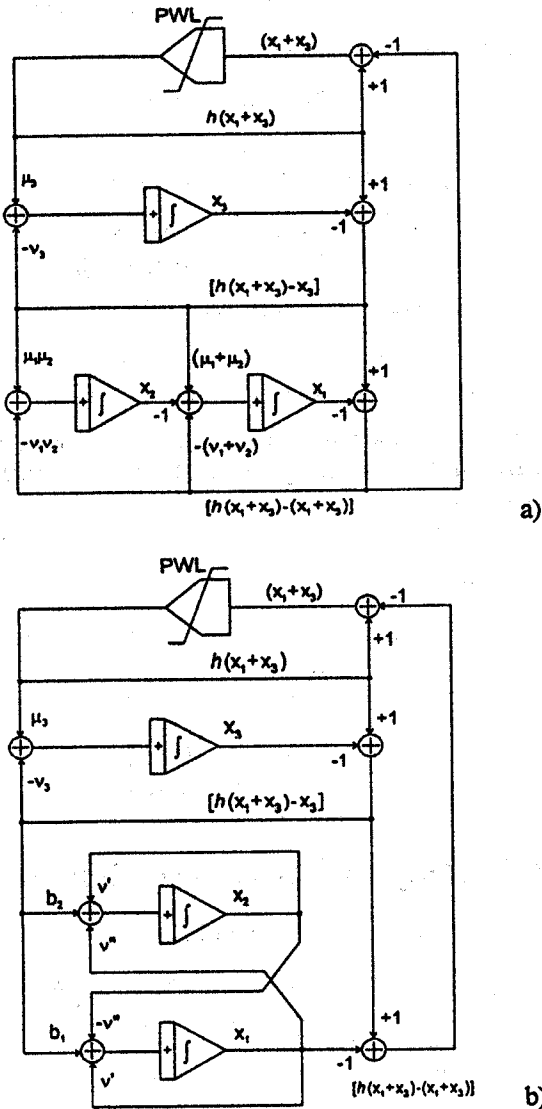 PWL
(x₁+x₃)
-1
+1
h(x₁+x₃)
μ₃
+1
+ ∫
x₃
-1
-ν₃
[h(x₁+x₃)-x₃]
μ₁μ₂
(μ₁+μ₂)
+1
+ ∫
x₂
-1
+ ∫
x₁
-1
-ν₁ν₂
-(ν₁+ν₂)
[h(x₁+x₃)-(x₁+x₃)]
a)
PWL
(x₁+x₃)
-1
+1
h(x₁+x₃)
μ₃
+1
+ ∫
x₃
-1
-ν₃
[h(x₁+x₃)-x₃]
b₂
ν'
+ ∫
x₂
ν"
-ν"
b₁
+1
+ ∫
x₁
-1
ν'
[h(x₁+x₃)-(x₁+x₃)]
b)